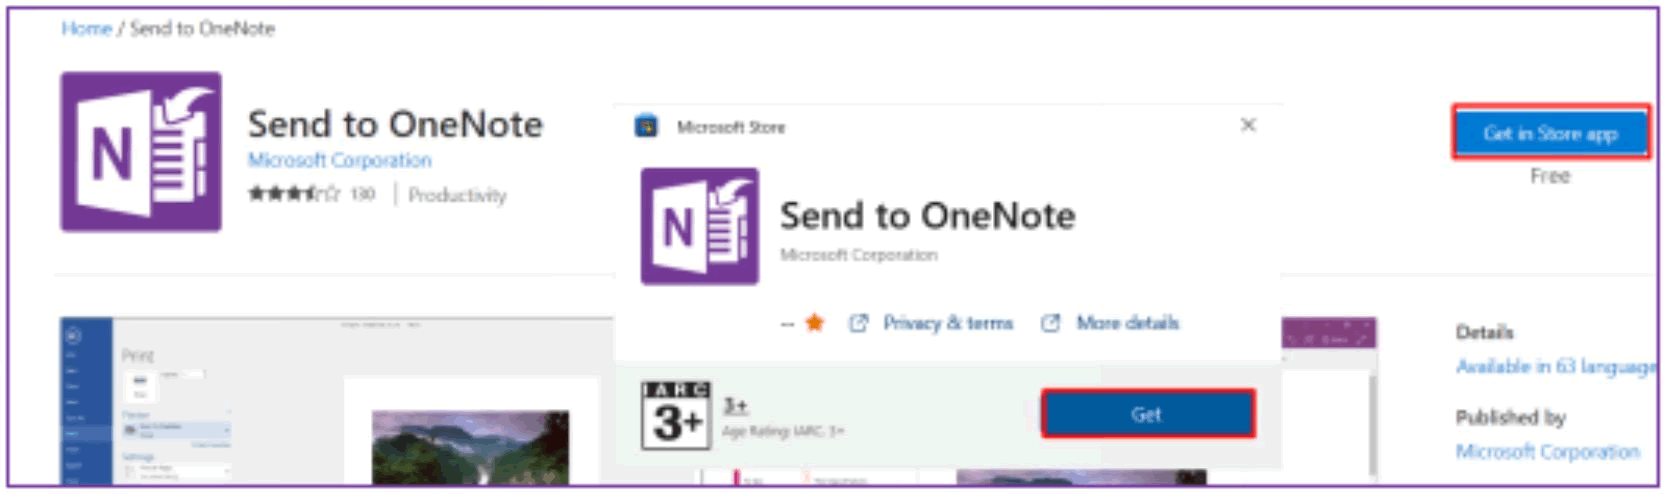 Home / Send to OneNote
N
Send to OneNote
Microsoft Corporation
130 | Productivity
Get in Store app
Free
Microsoft Store
N
Send to OneNote
Microsoft Corporation
-- Privacy & terms More details
IARC
3+
3+
Age Rating: IARC: 3+
Get
Print
Printer
Settings
Details
Available in 63 language
Published by
Microsoft Corporation